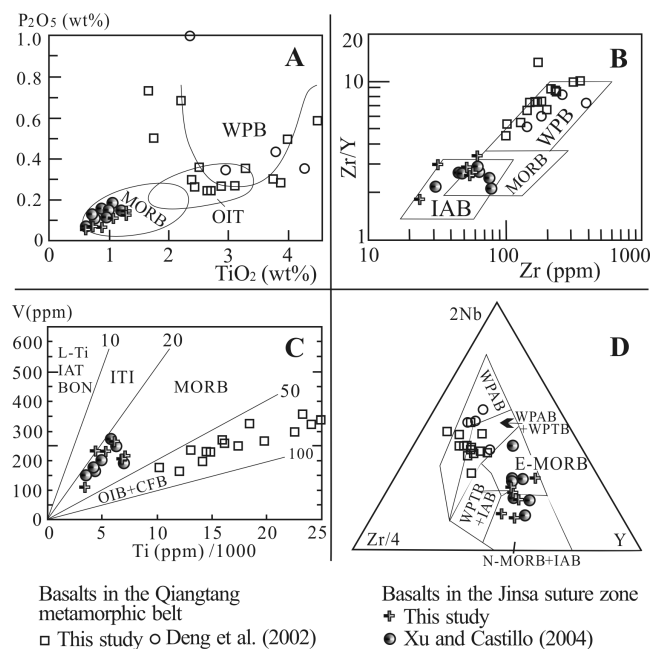 P₂O₅ (wt%)
1.0
0.8
0.6
0.4
0.2
0
A
WPB
MORB
OIT
0 1 2 3 4
TiO₂ (wt%)
20
10
1
Zr/Y
B
WPB
MORB
IAB
10 100 1000
Zr (ppm)
V(ppm)
600
500
400
300
200
100
0
L-Ti
IAT
BON
10
20
50
100
ITI
MORB
OIB+CFB
C
0 5 10 15 20 25
Ti (ppm) /1000
2Nb
D
WPAB
WPAB
+WPTB
E-MORB
WPTB
+IAB
Zr/4
Y
N-MORB+IAB
Basalts in the Qiangtang
metamorphic belt
This study Deng et al. (2002)
Basalts in the Jinsa suture zone
This study
Xu and Castillo (2004)